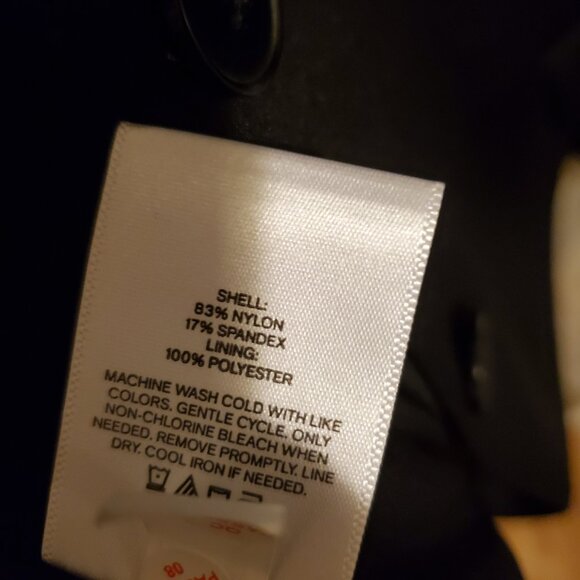 SHELL:
83% NYLON
17% SPANDEX
LINING:
100% POLYESTER
MACHINE WASH COLD WITH LIKE
COLORS. GENTLE CYCLE. ONLY
NON-CHLORINE BLEACH WHEN
NEEDED. REMOVE PROMPTLY. LINE
DRY. COOL IRON IF NEEDED.
08